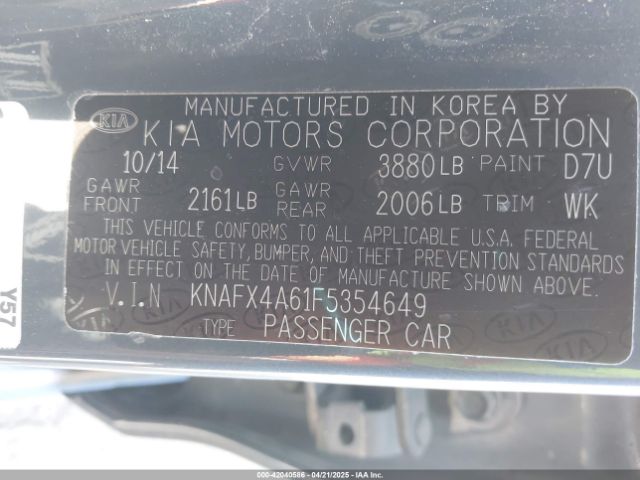 MANUFACTURED IN KOREA BY
KIA KIA MOTORS CORPORATION
10/14 GVWR 3880LB PAINT D7U
GAWR FRONT 2161LB GAWR REAR 2006LB TRIM WK
THIS VEHICLE CONFORMS TO ALL APPLICABLE U.S.A. FEDERAL
MOTOR VEHICLE SAFETY, BUMPER, AND THEFT PREVENTION STANDARDS
IN EFFECT ON THE DATE OF MANUFACTURE SHOWN ABOVE.
V.I.N KNAFX4A61F5354649
TYPE PASSENGER CAR
Y57
000-42040586 04/21/2025 COPYRIGHT IAA, LLC